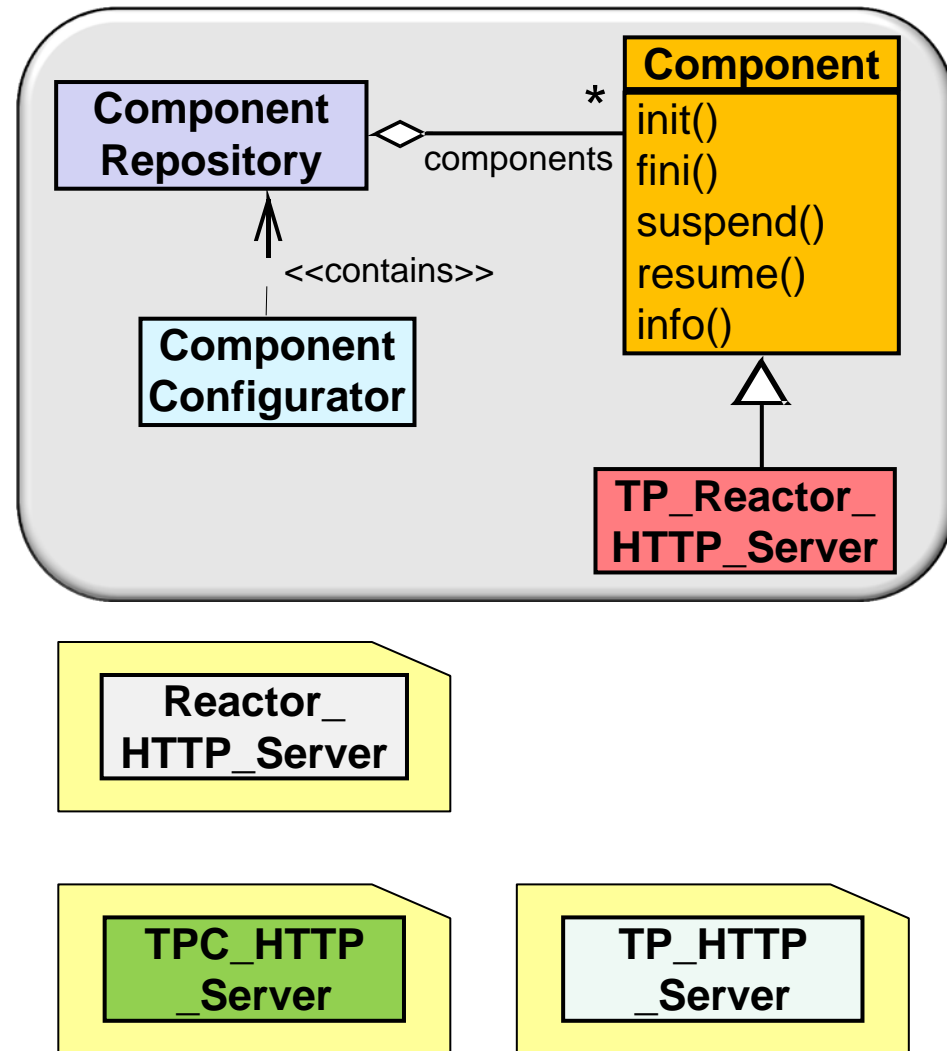 Component
Repository
components
*
Component
init()
fini()
suspend()
resume()
info()
<<contains>>
Component
Configurator
TP_Reactor_
HTTP_Server
Reactor_
HTTP_Server
TPC_HTTP
_Server
TP_HTTP
_Server